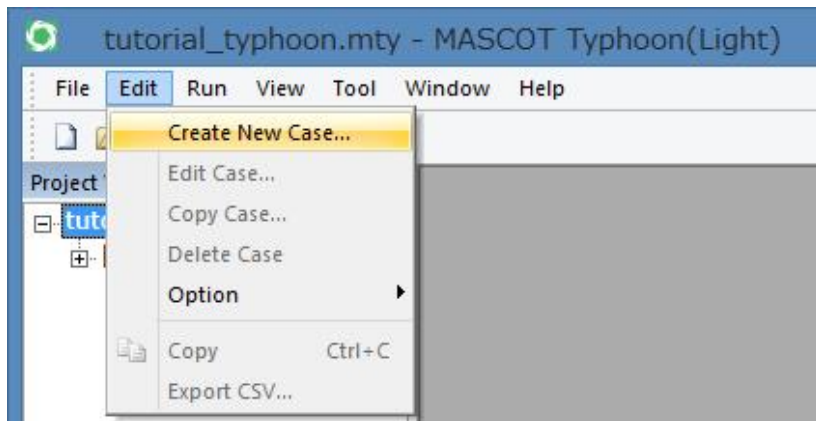 tutorial_typhoon.mty - MASCOT Typhoon(Light)
File Edit Run View Tool Window Help
Create New Case...
Project
Edit Case...
tuto
Copy Case...
Delete Case
Option
Copy Ctrl+C
Export CSV...